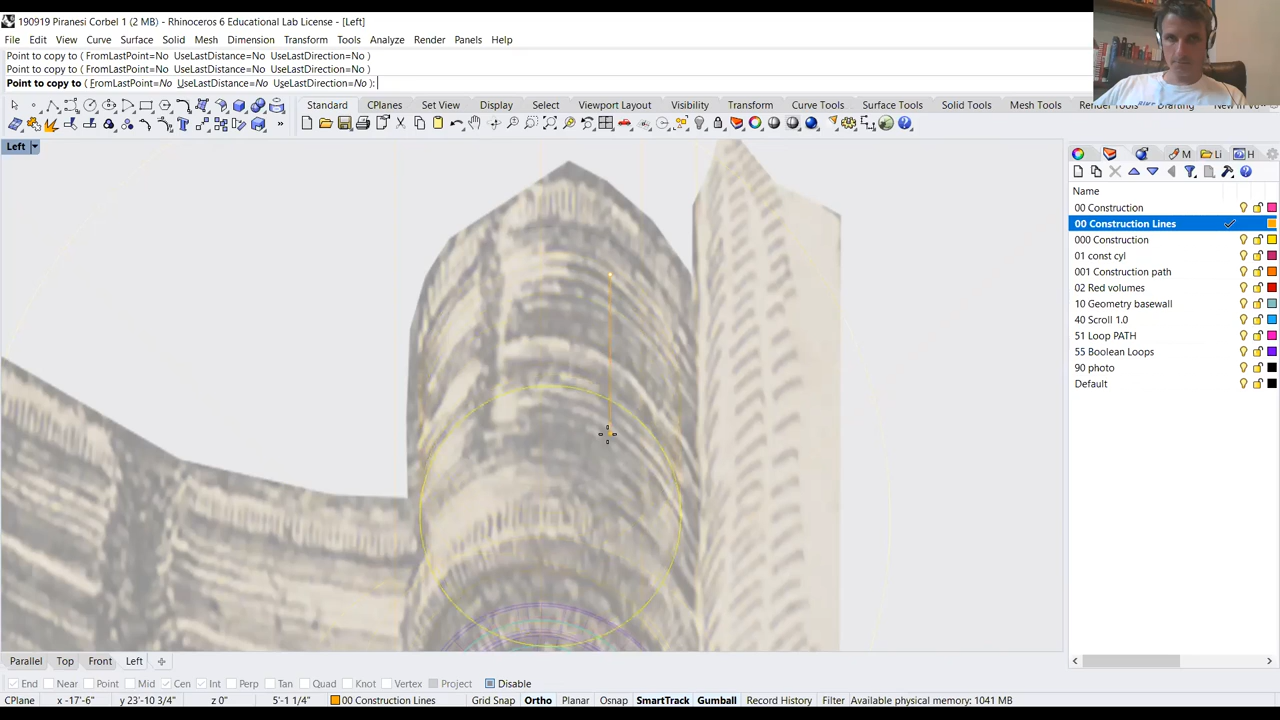 190919 Piranesi Corbel 1 (2 MB) - Rhinoceros 6 Educational Lab License - [Left]
File Edit View Curve Surface Solid Mesh Dimension Transform Tools Analyze Render Panels Help
Point to copy to ( FromLastPoint=No UseLastDistance=No UseLastDirection=No )
Point to copy to ( FromLastPoint=No UseLastDistance=No UseLastDirection=No )
Point to copy to ( FromLastPoint=No UseLastDistance=No UseLastDirection=No ):
Standard CPlanes Set View Display Select Viewport Layout Visibility Transform Curve Tools Surface Tools Solid Tools Mesh Tools Render Tools Drafting New in V6
Left
M Li H
Name
00 Construction
00 Construction Lines
000 Construction
01 const cyl
001 Construction path
02 Red volumes
10 Geometry basewall
40 Scroll 1.0
51 Loop PATH
55 Boolean Loops
90 photo
Default
Parallel Top Front Left
End Near Point Mid Cen Int Perp Tan Quad Knot Vertex Project Disable
CPlane x -17'-6" y 23'-10 3/4" z 0" 5'-1 1/4" 00 Construction Lines Grid Snap Ortho Planar Osnap SmartTrack Gumball Record History Filter Available physical memory: 1041 MB